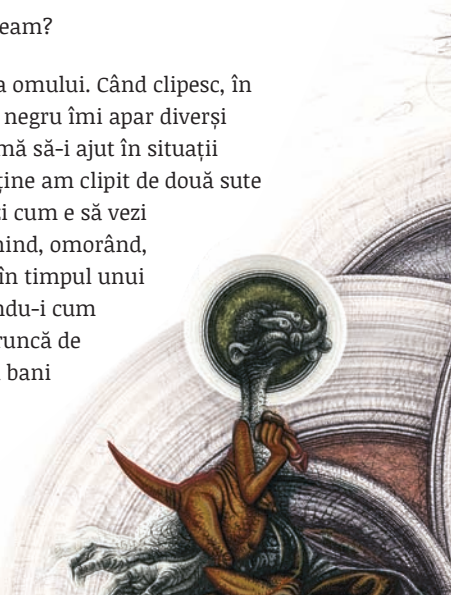 eam?
a omului. Când clipesc, în
negru îmi apar diverși
mă să-i ajut în situații
ține am clipit de două sute
i cum e să vezi
ind, omorând,
în timpul unui
ndu-i cum
runcă de
bani